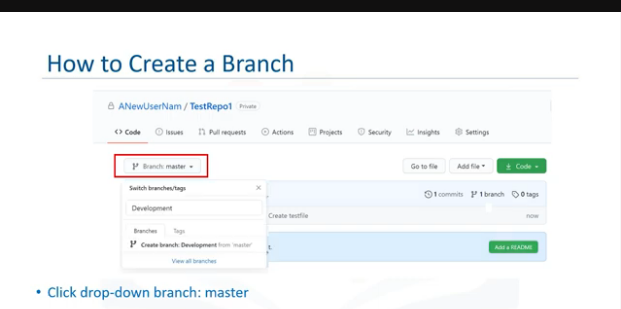 How to Create a Branch
ANewUserNam / TestRepo1 Private
Code Issues Pull requests Actions Projects Security Insights Settings
Branch: master Go to file Add file Code
Switch branches/tags
1 commits 1 branch 0 tags
Development
Create testfile now
Branches Tags
Create branch: Development from 'master' t. Add a README
View all branches
• Click drop-down branch: master